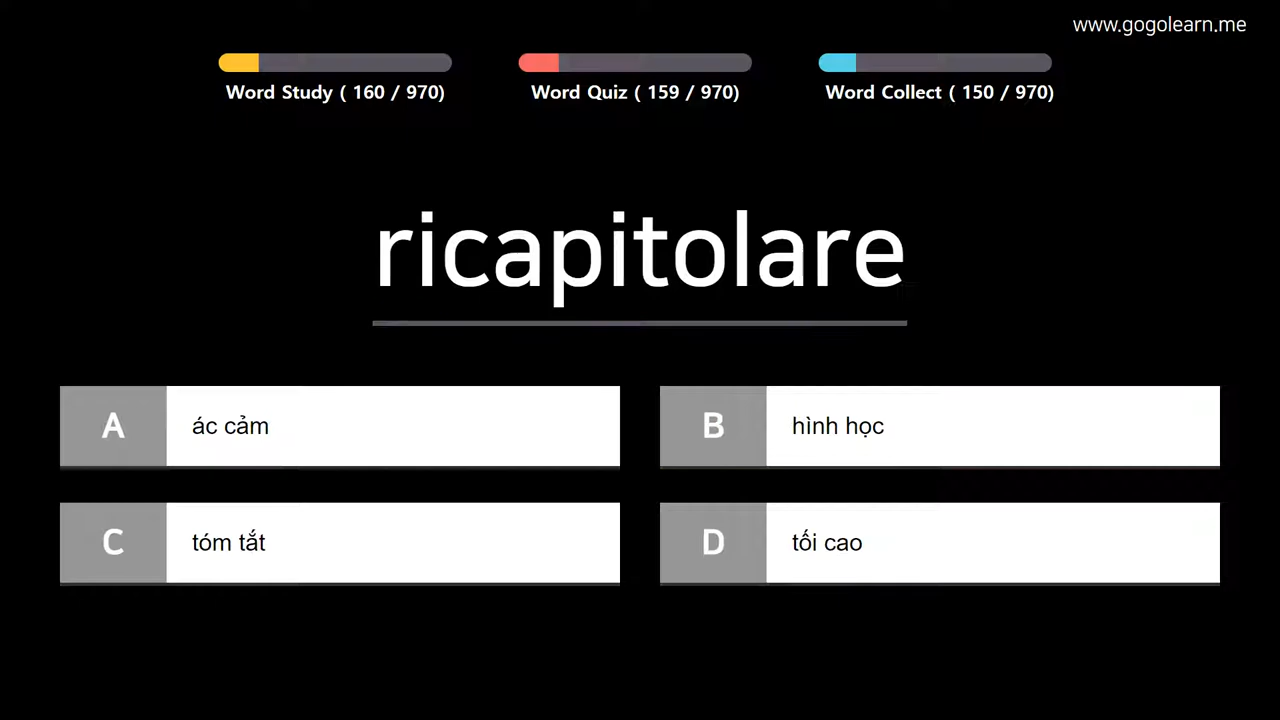 www.gogolearn.me
Word Study ( 160 / 970)
Word Quiz ( 159 / 970)
Word Collect ( 150 / 970)
ricapitolare
A ác cảm
B hình học
C tóm tắt
D tối cao